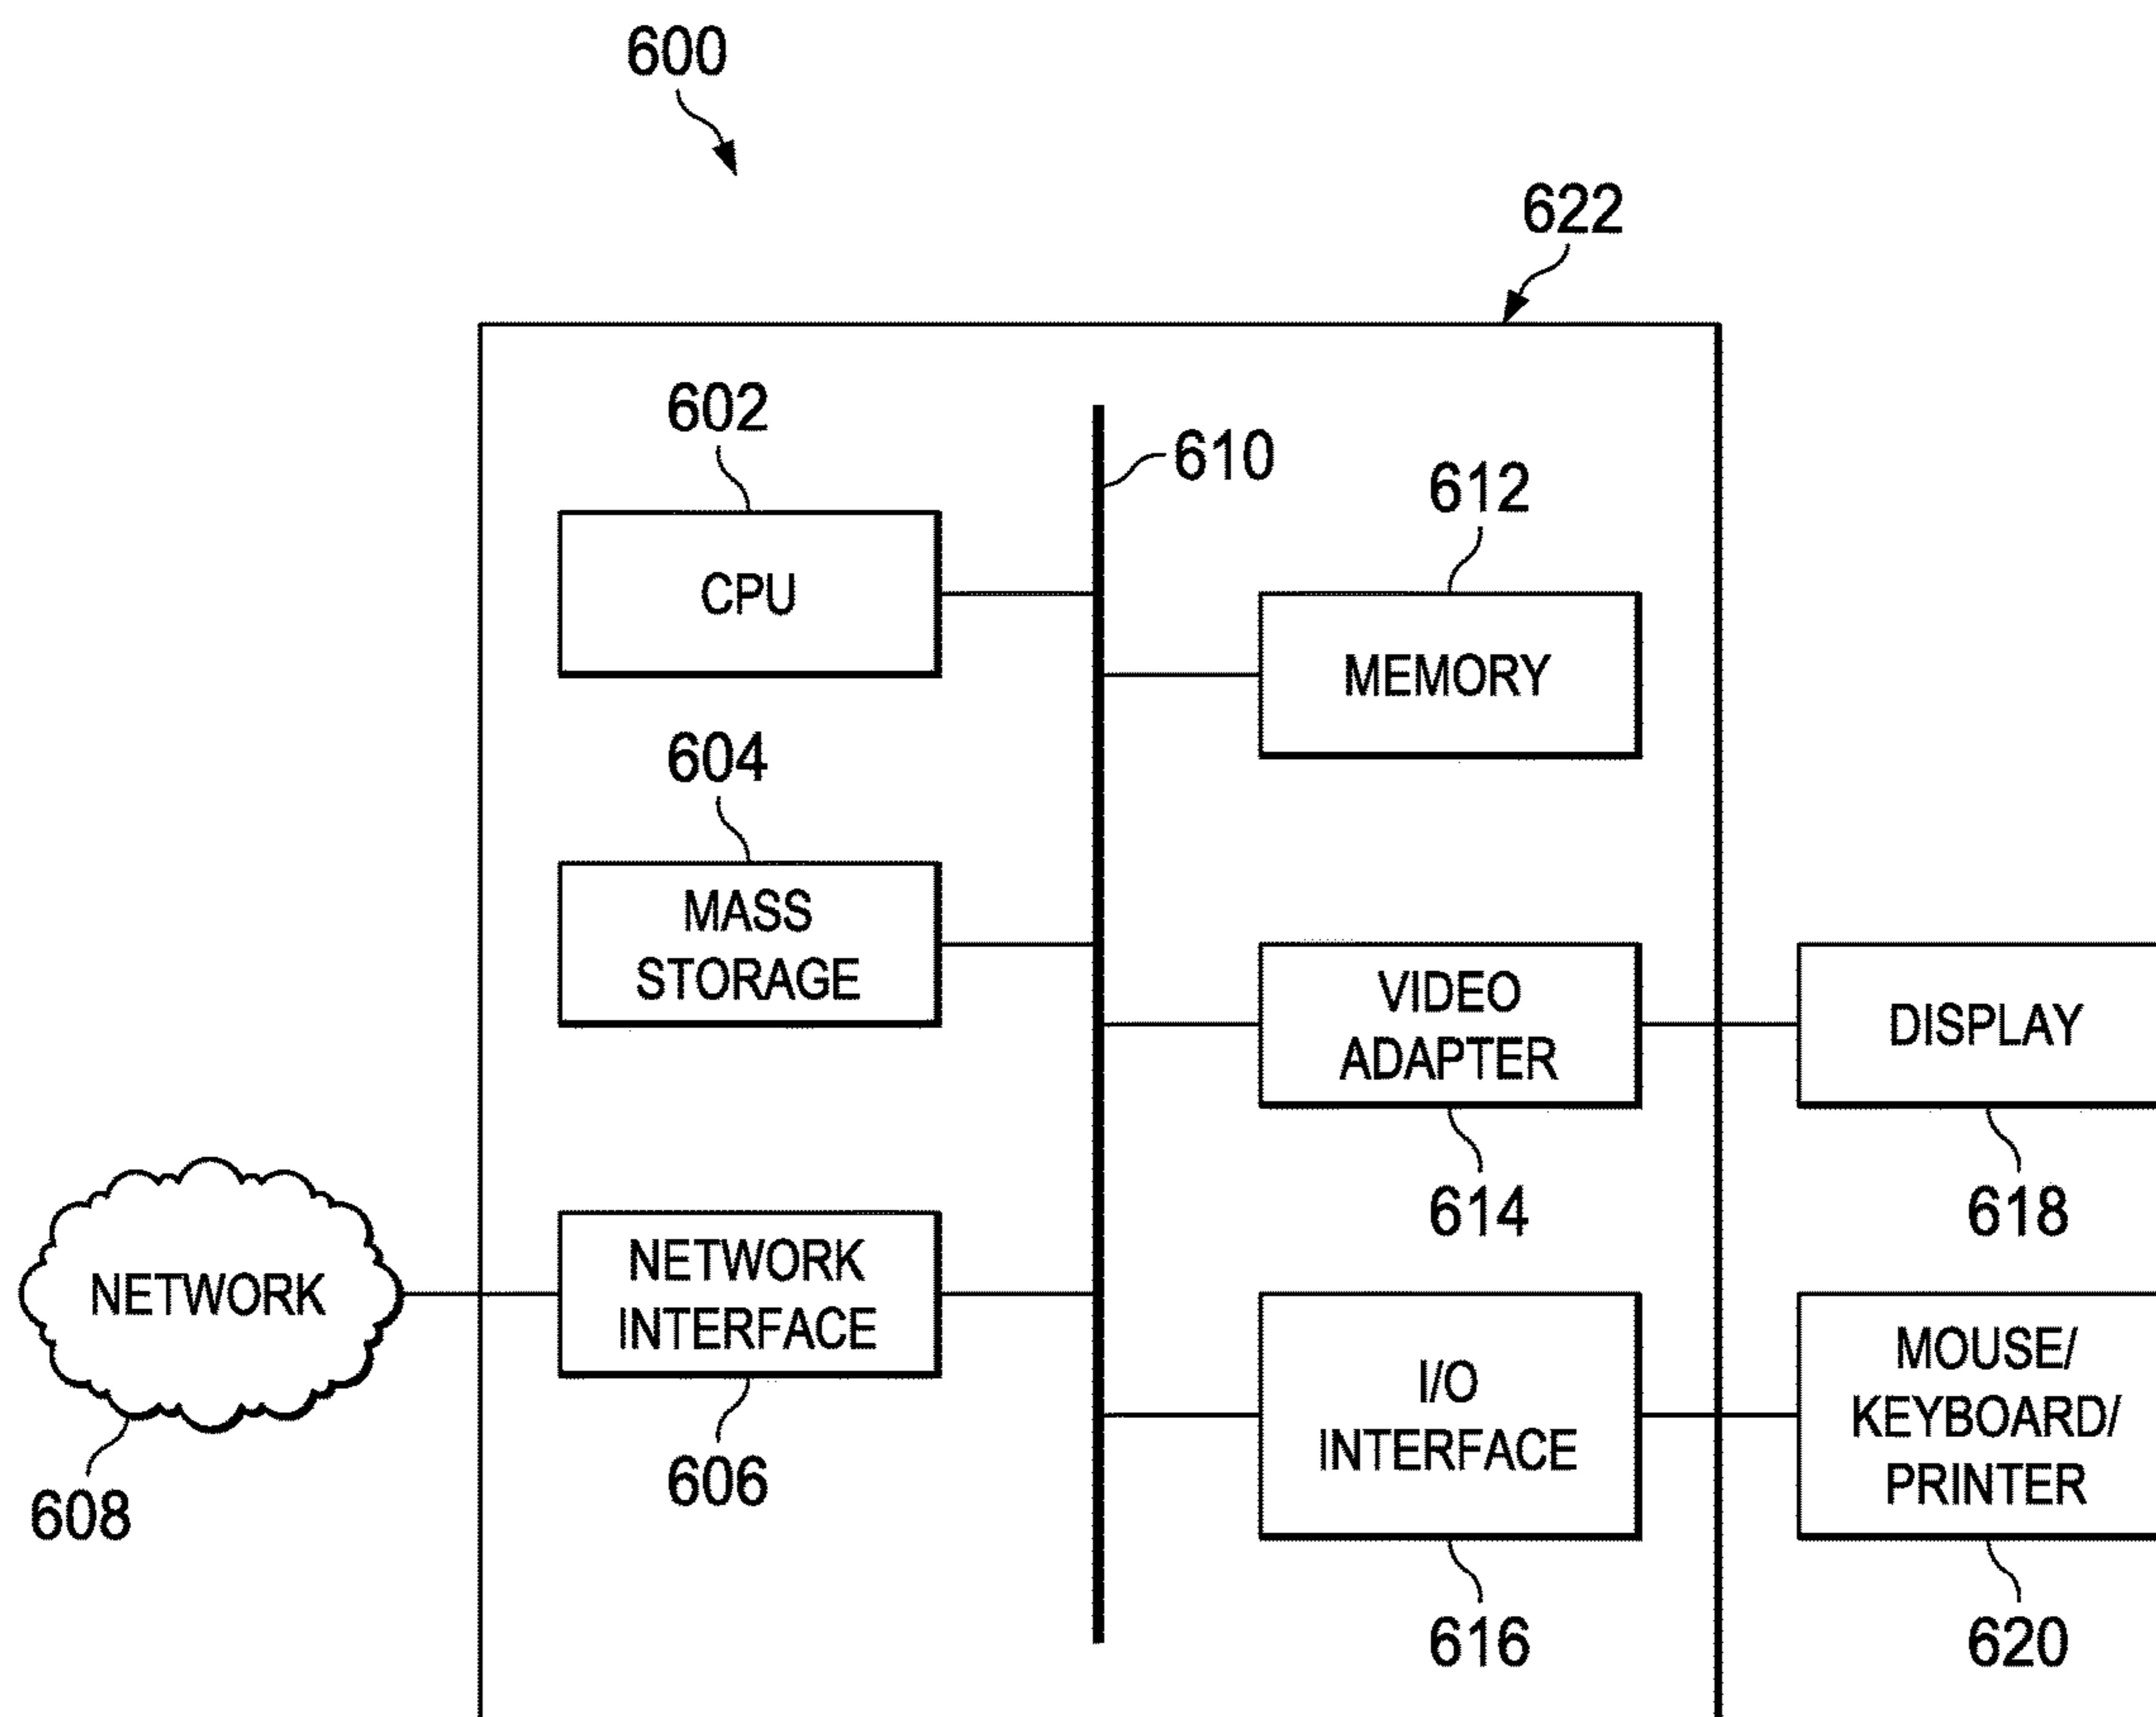 600
622
602
610
612
CPU
MEMORY
604
MASS
STORAGE
VIDEO
ADAPTER
DISPLAY
614
618
NETWORK
NETWORK
INTERFACE
I/O
INTERFACE
MOUSE/
KEYBOARD/
PRINTER
608
606
616
620